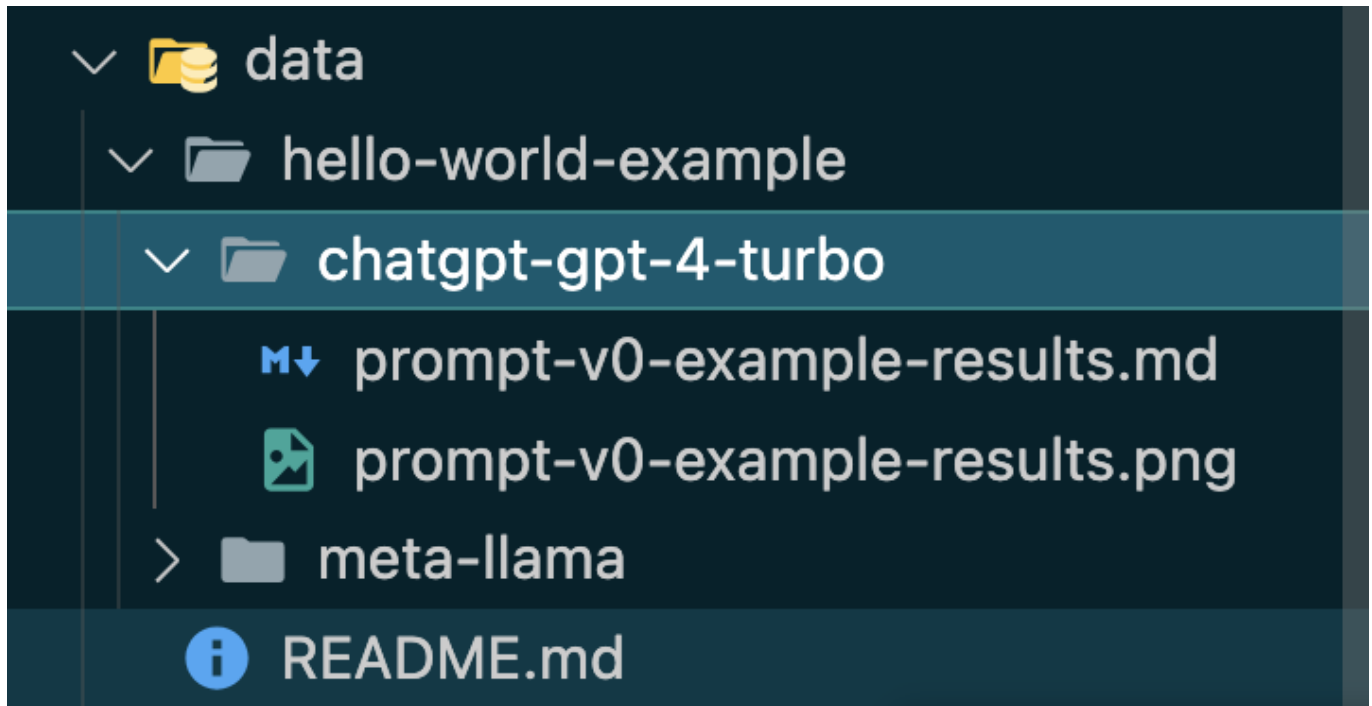 data
hello-world-example
chatgpt-gpt-4-turbo
M prompt-v0-example-results.md
prompt-v0-example-results.png
meta-llama
i README.md